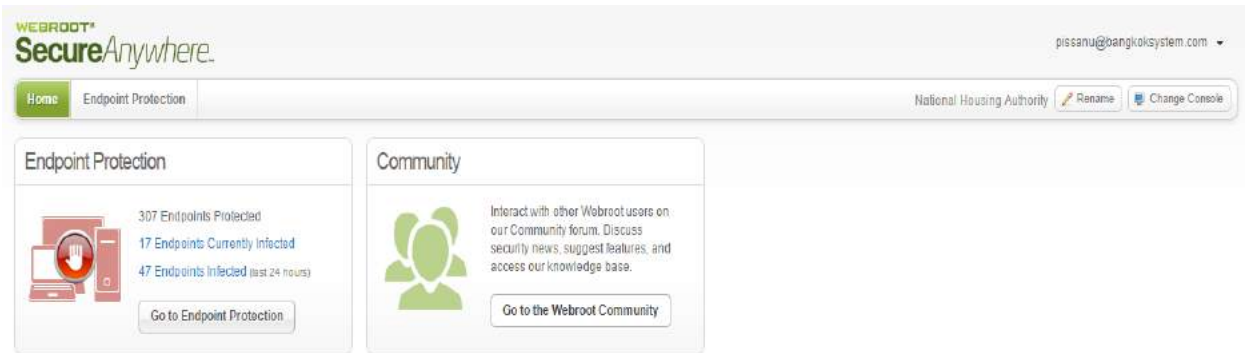 WEBROOT®
SecureAnywhere™
pissanu@bangkoksystem.com
Home
Endpoint Protection
National Housing Authority
Rename
Change Console
Endpoint Protection
307 Endpoints Protected
17 Endpoints Currently Infected
47 Endpoints Infected (last 24 hours)
Go to Endpoint Protection
Community
Interact with other Webroot users on
our Community forum. Discuss
security news, suggest features, and
access our knowledge base.
Go to the Webroot Community